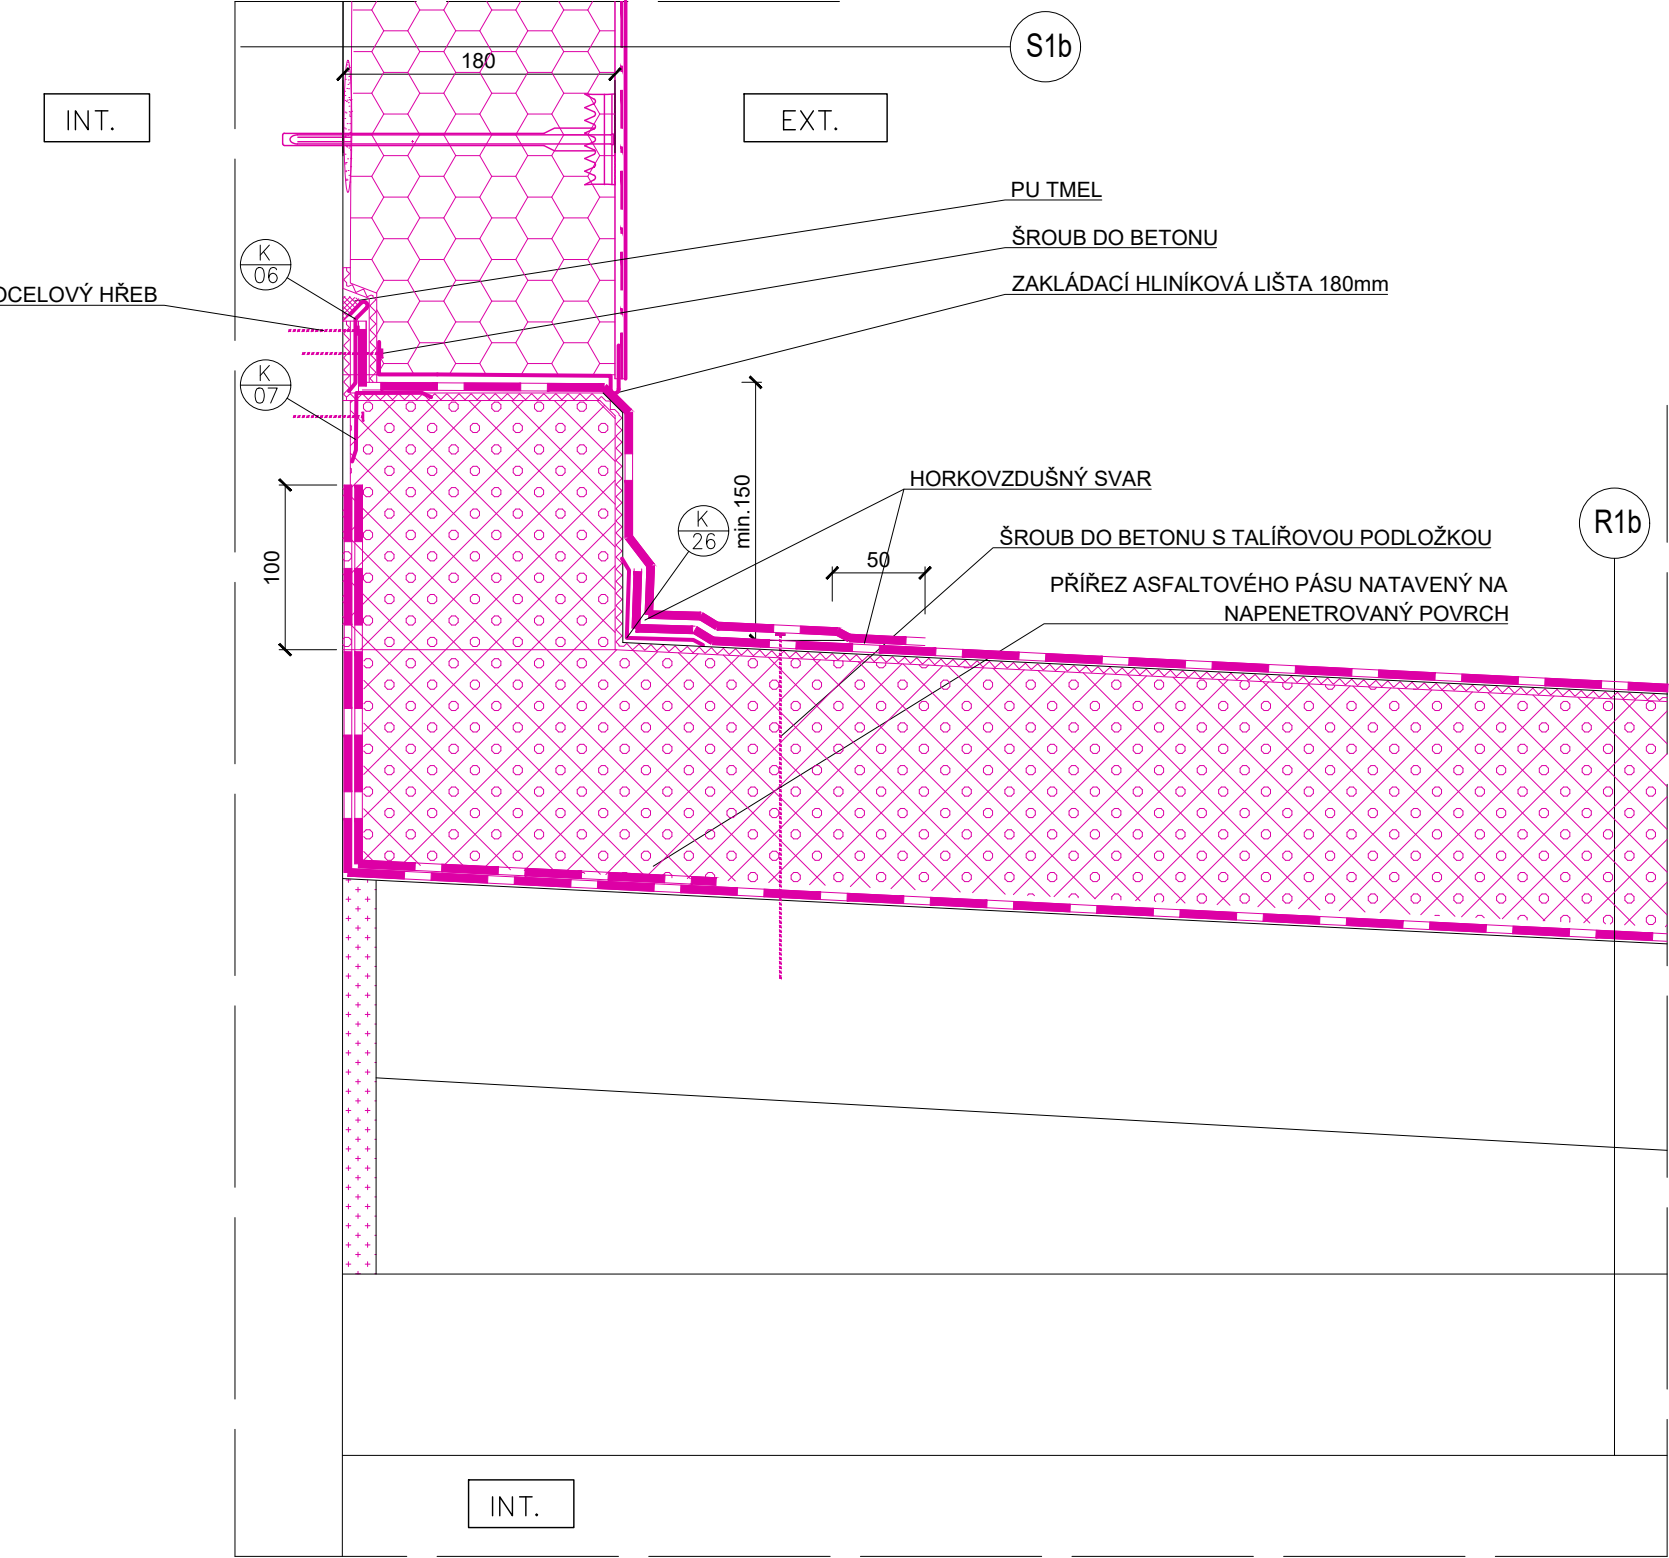 S1b
180
INT.
EXT.
PU TMEL
ŠROUB DO BETONU
K
06
ZAKLÁDACÍ HLINÍKOVÁ LIŠTA 180mm
OCELOVÝ HŘEB
K
07
HORKOVZDUŠNÝ SVAR
min.150
K
26
R1b
ŠROUB DO BETONU S TALÍŘOVOU PODLOŽKOU
50
100
PŘÍŘEZ ASFALTOVÉHO PÁSU NATAVENÝ NA
NAPENETROVANÝ POVRCH
INT.